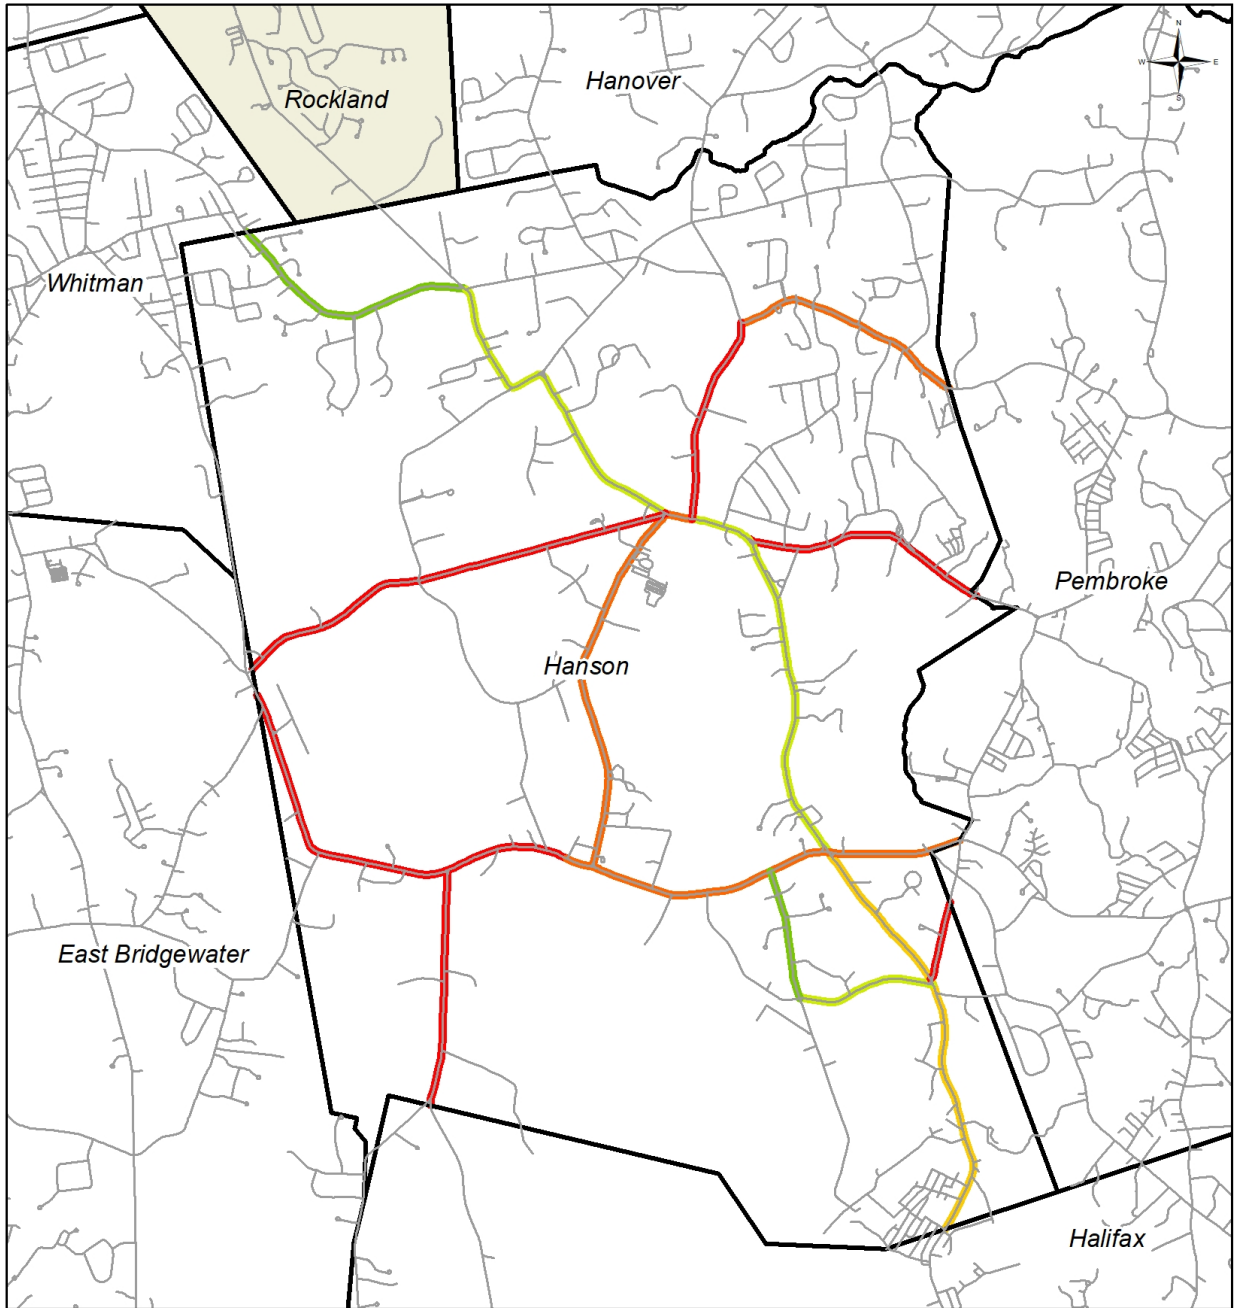 N
Hanover
W E
Rockland
S
Whitman
Pembroke
Hanson
East Bridgewater
Halifax